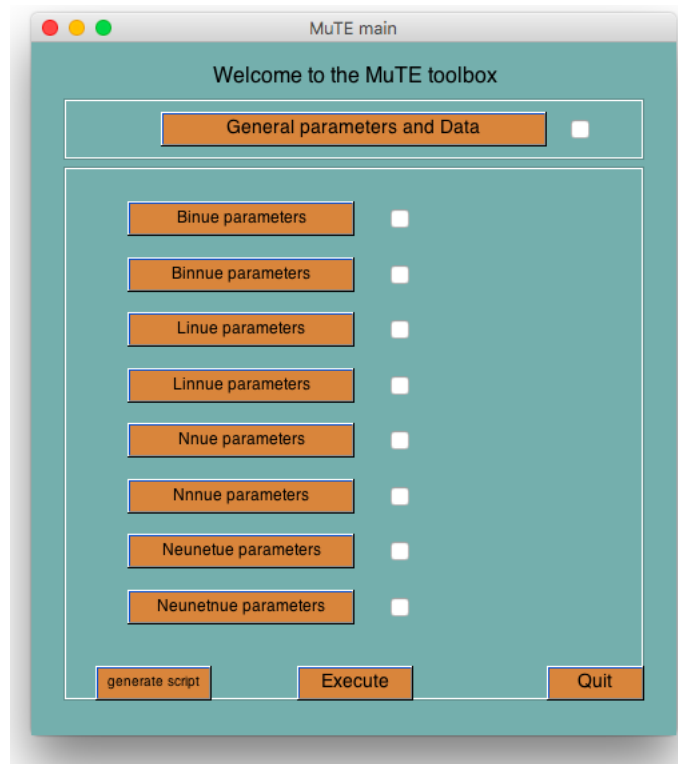 MuTE main
Welcome to the MuTE toolbox
General parameters and Data
Binue parameters
Binnue parameters
Linue parameters
Linnue parameters
Nnue parameters
Nnnue parameters
Neunetue parameters
Neunetnue parameters
generate script Execute Quit